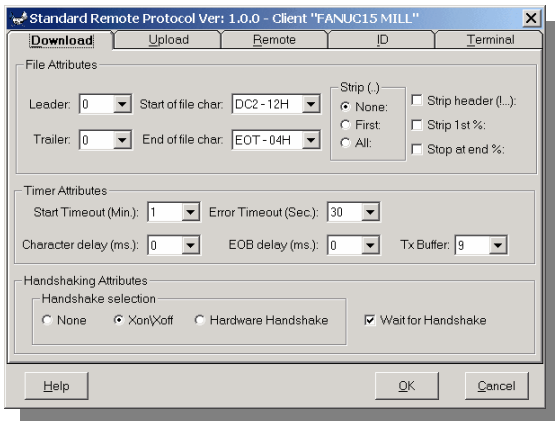 Standard Remote Protocol Ver: 1.0.0 - Client "FANUC15 MILL"
Download Upload Remote ID Terminal
File Attributes
Leader: 0 Start of file char: DC2 - 12H
Trailer: 0 End of file char: EOT - 04H
Strip (..)
None:
First:
All:
Strip header (!...):
Strip 1st %:
Stop at end %:
Timer Attributes
Start Timeout (Min.): 1 Error Timeout (Sec.): 30
Character delay (ms.): 0 EOB delay (ms.): 0 Tx Buffer: 9
Handshaking Attributes
Handshake selection
None Xon\Xoff Hardware Handshake Wait for Handshake
Help OK Cancel